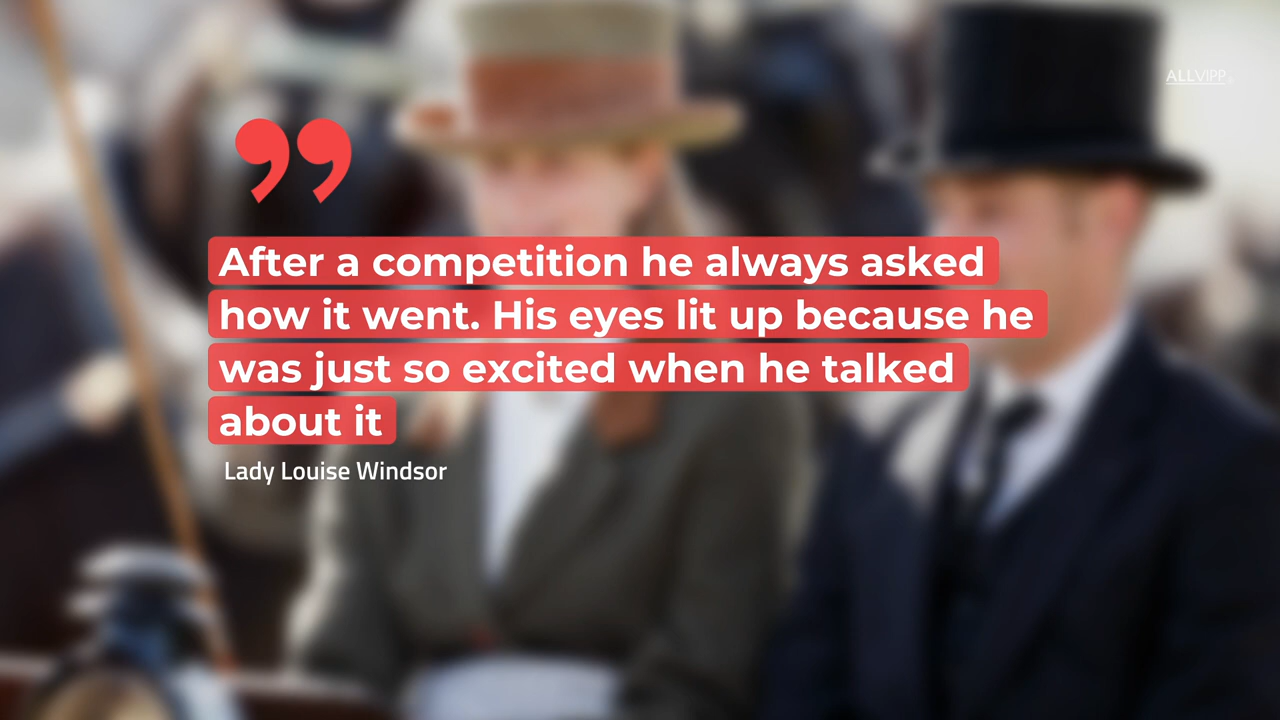 ALLVIPP
”
After a competition he always asked
how it went. His eyes lit up because he
was just so excited when he talked
about it
Lady Louise Windsor